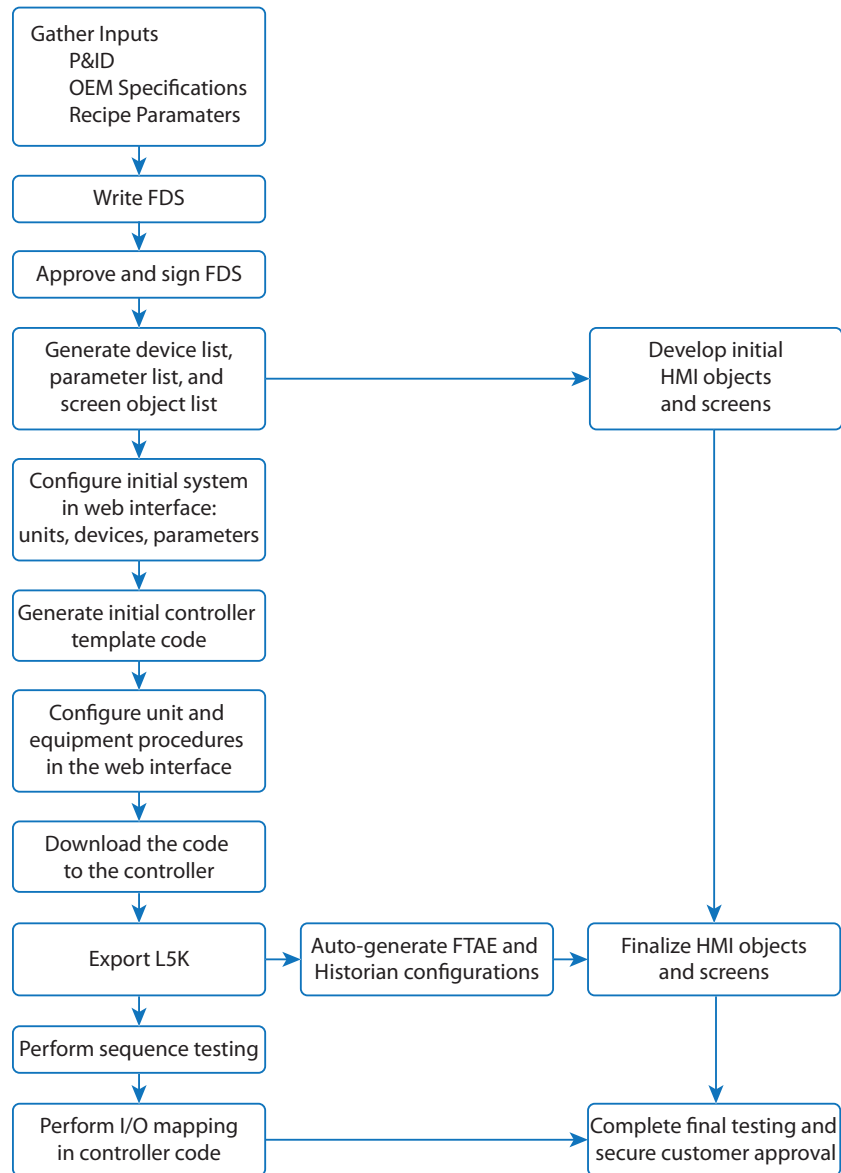 Gather Inputs
P&ID
OEM Specifications
Recipe Paramaters
Write FDS
Approve and sign FDS
Generate device list,
parameter list, and
screen object list
Develop initial
HMI objects
and screens
Configure initial system
in web interface:
units, devices, parameters
Generate initial controller
template code
Configure unit and
equipment procedures
in the web interface
Download the code
to the controller
Export L5K
Auto-generate FTAE and
Historian configurations
Finalize HMI objects
and screens
Perform sequence testing
Perform I/O mapping
in controller code
Complete final testing and
secure customer approval